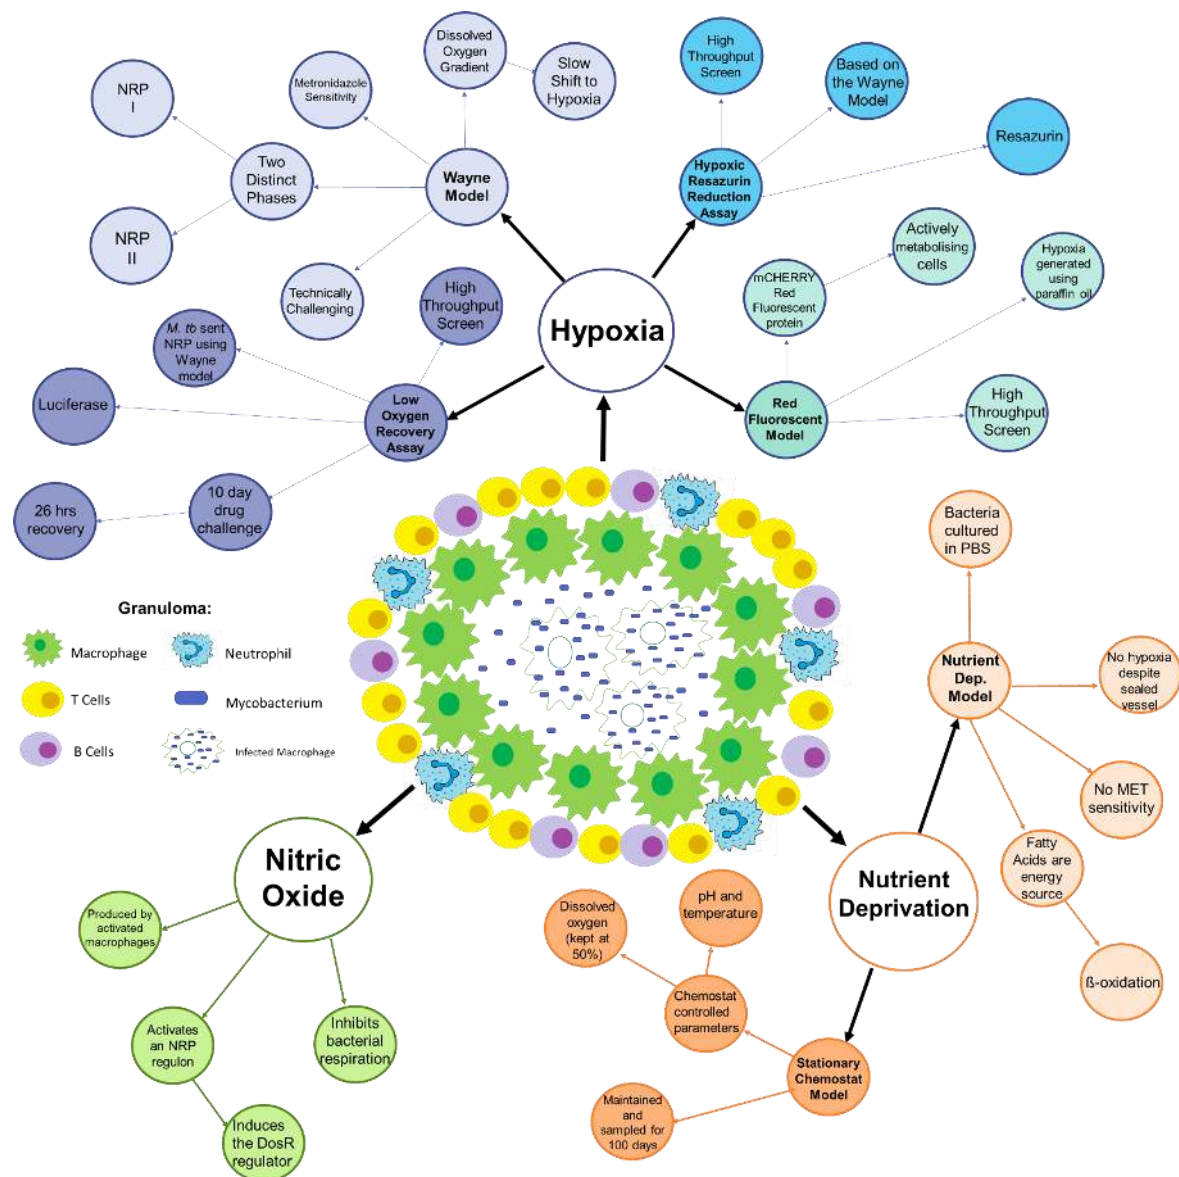 Dissolved
Oxygen
Gradient
Slow
Shift to
Hypoxia
Metronidazole
Sensitivity
NRP
I
Two
Distinct
Phases
NRP
II
Wayne
Model
Technically
Challenging
High
Throughput
Screen
Based on
the Wayne
Model
Resazurin
Hypoxic
Resazurin
Reduction
Assay
Actively
metabolising
cells
Hypoxia
generated
using
paraffin oil
mCHERRY
Red
Fluorescent
protein
Hypoxia
High
Throughput
Screen
M. tb sent
NRP using
Wayne
model
Luciferase
Low
Oxygen
Recovery
Assay
10 day
drug
challenge
26 hrs
recovery
Red
Fluorescent
Model
High
Throughput
Screen
Granuloma:
Macrophage
Neutrophil
T Cells
Mycobacterium
B Cells
Infected Macrophage
Bacteria
cultured
in PBS
Nutrient
Dep.
Model
No hypoxia
despite
sealed
vessel
No MET
sensitivity
Fatty
Acids are
energy
source
ß-oxidation
Nutrient
Deprivation
Nitric
Oxide
Produced by
activated
macrophages
Activates
an NRP
regulon
Inhibits
bacterial
respiration
Induces
the DosR
regulator
Dissolved
oxygen
(kept at
50%)
pH and
temperature
Chemostat
controlled
parameters
Stationary
Chemostat
Model
Maintained
and
sampled for
100 days